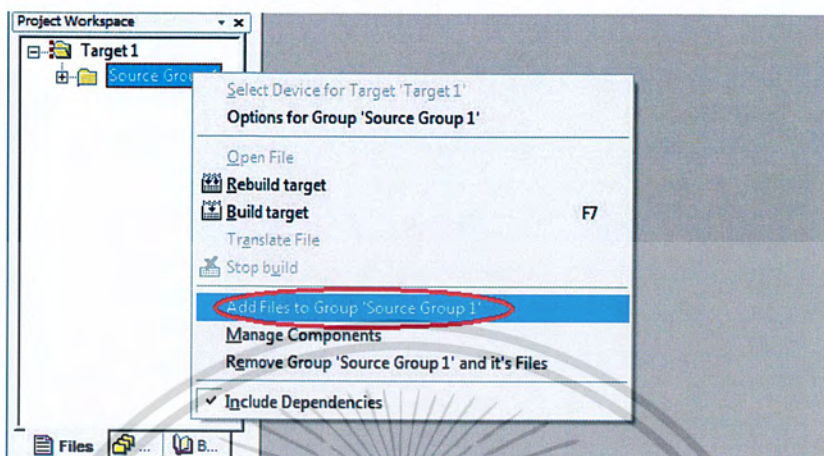 Project Workspace
Target 1
Source Gro
Select Device for Target 'Target 1'
Options for Group 'Source Group 1'
Open File
Rebuild target
Build target F7
Translate File
Stop build
Add Files to Group 'Source Group 1'
Manage Components
Remove Group 'Source Group 1' and it's Files
Include Dependencies
Files ... B...